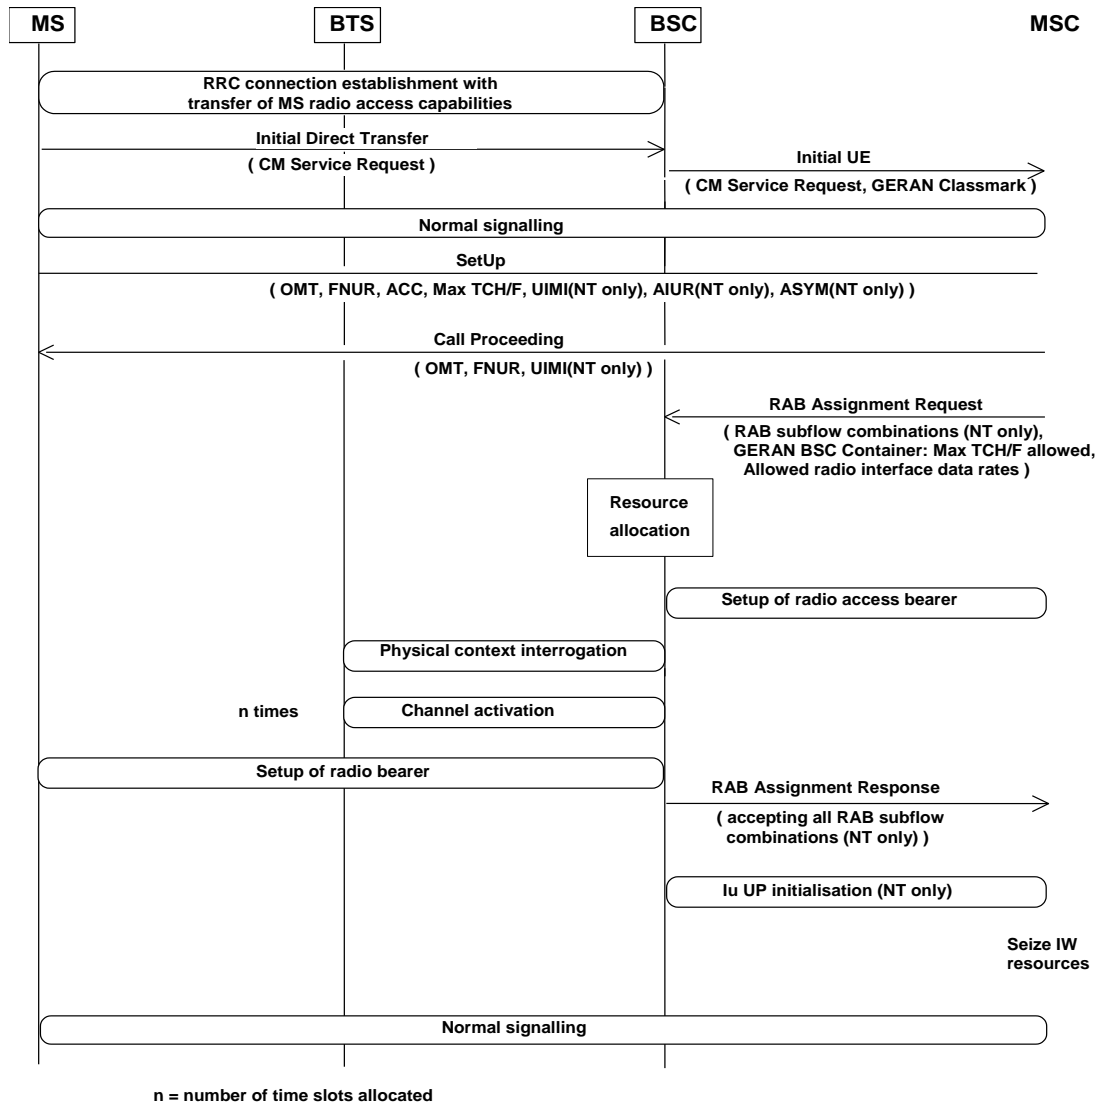 MS BTS BSC MSC
RRC connection establishment with
transfer of MS radio access capabilities
Initial Direct Transfer
( CM Service Request )
Initial UE
( CM Service Request, GERAN Classmark )
Normal signalling
SetUp
( OMT, FNUR, ACC, Max TCH/F, UIMI(NT only), AIUR(NT only), ASYM(NT only) )
Call Proceeding
( OMT, FNUR, UIMI(NT only) )
RAB Assignment Request
( RAB subflow combinations (NT only),
GERAN BSC Container: Max TCH/F allowed,
Allowed radio interface data rates )
Resource
allocation
Setup of radio access bearer
Physical context interrogation
n times Channel activation
Setup of radio bearer
RAB Assignment Response
( accepting all RAB subflow
combinations (NT only) )
Iu UP initialisation (NT only)
Seize IW
resources
Normal signalling
n = number of time slots allocated